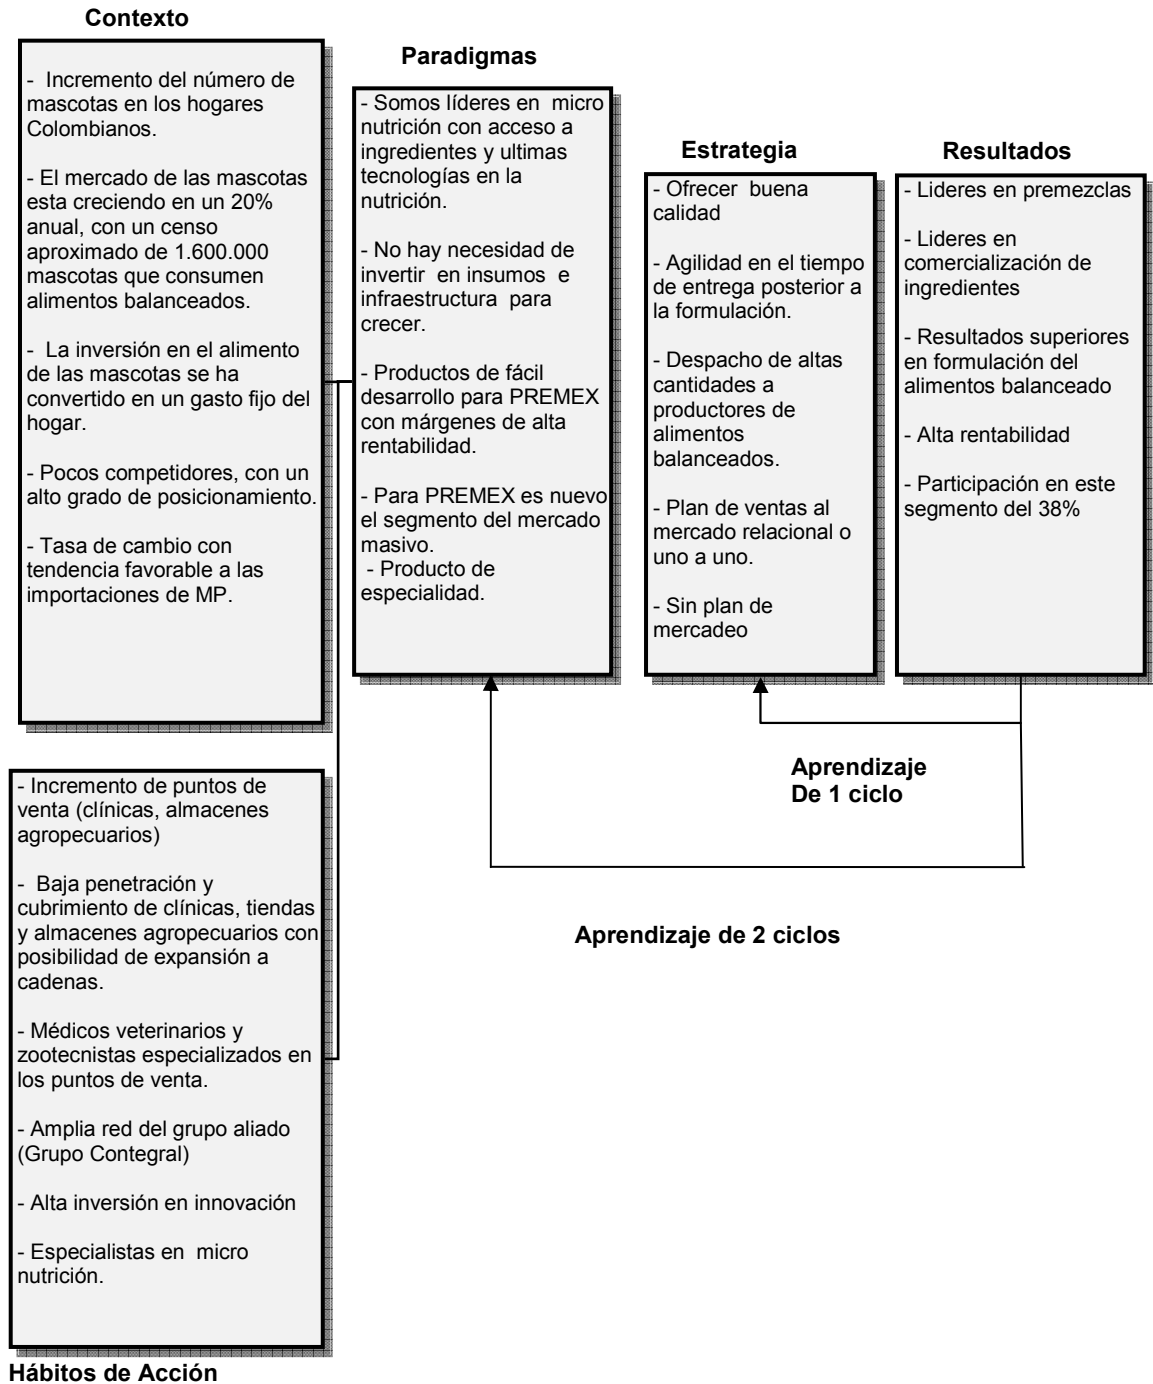 Contexto
- Incremento del número de
mascotas en los hogares
Colombianos.
- El mercado de las mascotas
esta creciendo en un 20%
anual, con un censo
aproximado de 1.600.000
mascotas que consumen
alimentos balanceados.
- La inversión en el alimento
de las mascotas se ha
convertido en un gasto fijo del
hogar.
- Pocos competidores, con un
alto grado de posicionamiento.
- Tasa de cambio con
tendencia favorable a las
importaciones de MP.
Paradigmas
- Somos líderes en micro
nutrición con acceso a
ingredientes y ultimas
tecnologías en la
nutrición.
- No hay necesidad de
invertir en insumos e
infraestructura para
crecer.
- Productos de fácil
desarrollo para PREMEX
con márgenes de alta
rentabilidad.
- Para PREMEX es nuevo
el segmento del mercado
masivo.
- Producto de
especialidad.
Estrategia
- Ofrecer buena
calidad
- Agilidad en el tiempo
de entrega posterior a
la formulación.
- Despacho de altas
cantidades a
productores de
alimentos
balanceados.
- Plan de ventas al
mercado relacional o
uno a uno.
- Sin plan de
mercadeo
Resultados
- Lideres en premezclas
- Lideres en
comercialización de
ingredientes
- Resultados superiores
en formulación del
alimentos balanceado
- Alta rentabilidad
- Participación en este
segmento del 38%
Aprendizaje
De 1 ciclo
Aprendizaje de 2 ciclos
- Incremento de puntos de
venta (clínicas, almacenes
agropecuarios)
- Baja penetración y
cubrimiento de clínicas, tiendas
y almacenes agropecuarios con
posibilidad de expansión a
cadenas.
- Médicos veterinarios y
zootecnistas especializados en
los puntos de venta.
- Amplia red del grupo aliado
(Grupo Contegral)
- Alta inversión en innovación
- Especialistas en micro
nutrición.
Hábitos de Acción